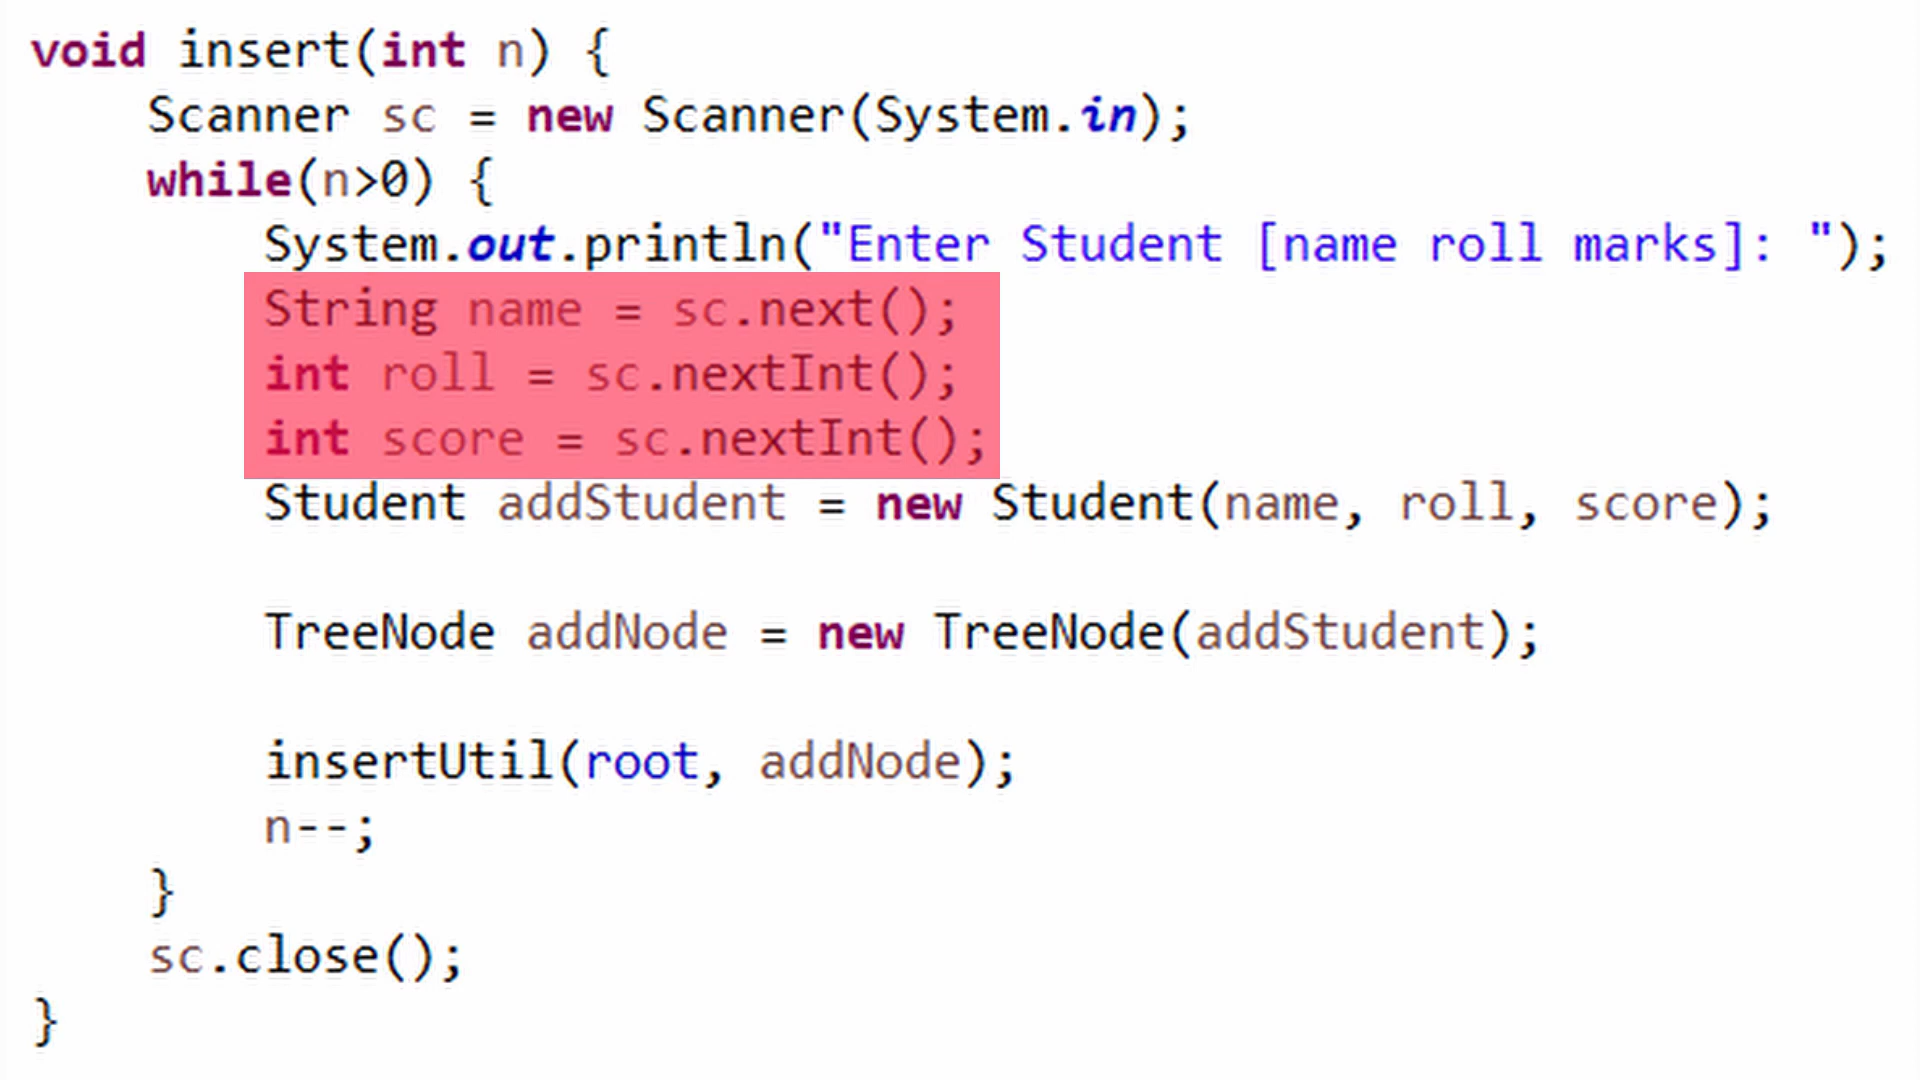 void insert(int n) {
Scanner sc = new Scanner(System.in);
while(n>0) {
System.out.println("Enter Student [name roll marks]: ");
String name = sc.next();
int roll = sc.nextInt();
int score = sc.nextInt();
Student addStudent = new Student(name, roll, score);
TreeNode addNode = new TreeNode(addStudent);
insertUtil(root, addNode);
n--;
}
sc.close();
}